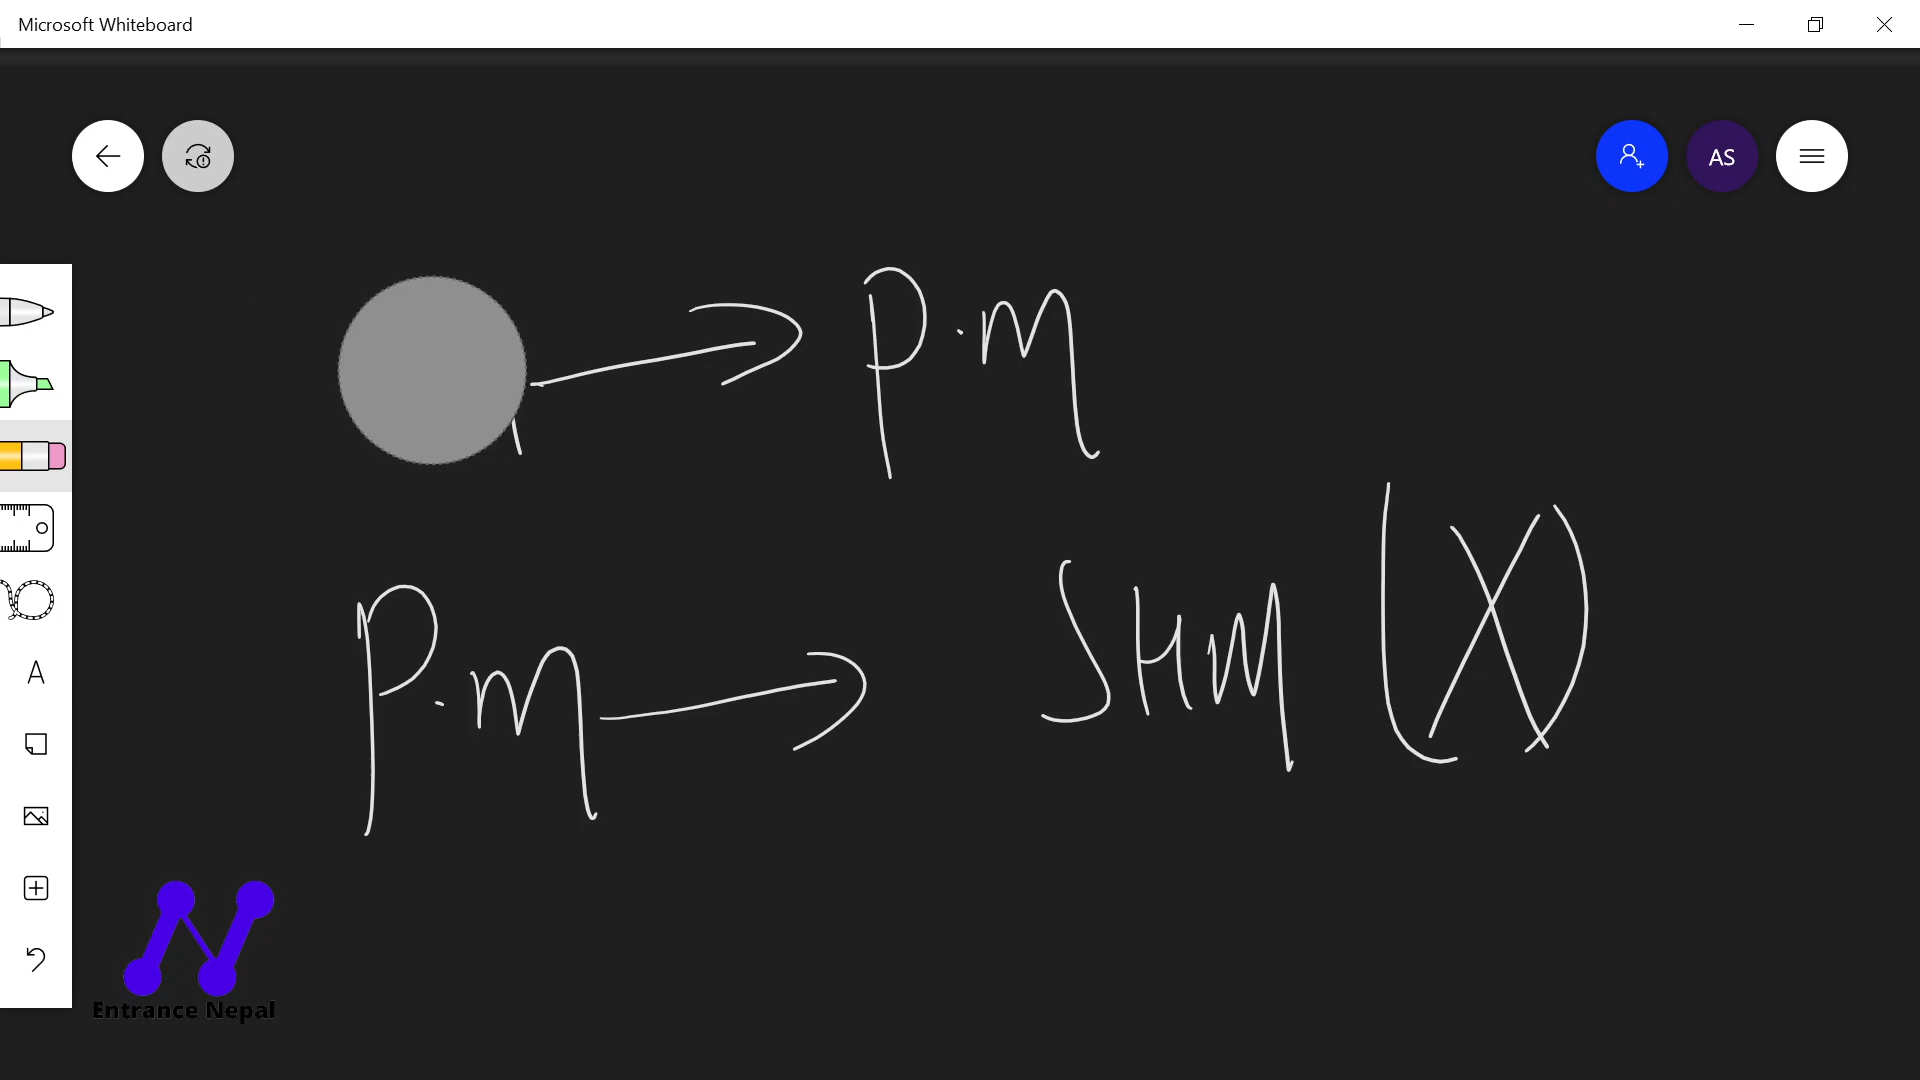 Microsoft Whiteboard
AS
→ P.M
P.M → SHM (X)
A
Entrance Nepal